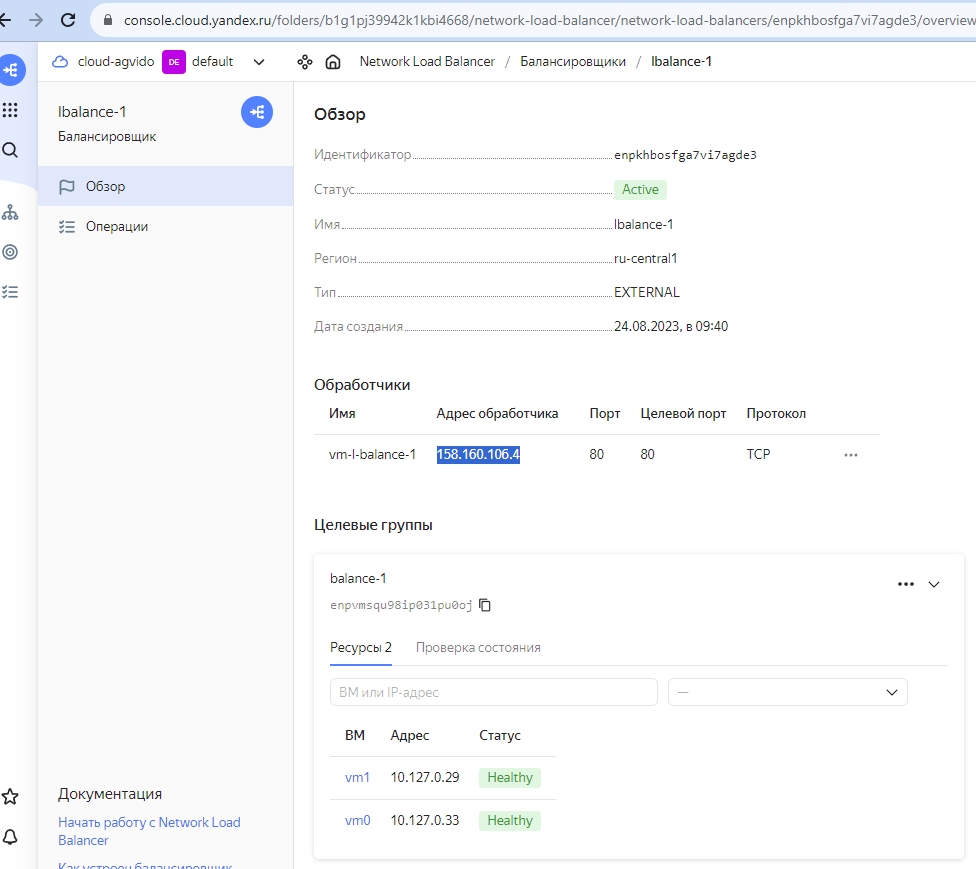 console.cloud.yandex.ru/folders/b1g1pj39942k1kbi4668/network-load-balancer/network-load-balancers/enpkhbosfga7vi7agde3/overview
cloud-agvido DE default
Network Load Balancer / Балансировщики / lbalance-1
lbalance-1
Балансировщик
Обзор
Операции
Документация
Начать работу с Network Load
Balancer
Как устроен балансировщик
Обзор
Идентификатор enpkhbosfga7vi7agde3
Статус Active
Имя lbalance-1
Регион ru-central1
Тип EXTERNAL
Дата создания 24.08.2023, в 09:40
Обработчики
Имя Адрес обработчика Порт Целевой порт Протокол
vm-l-balance-1 158.160.106.4 80 80 TCP
Целевые группы
balance-1
enpvmsqu98ip031pu0oj
Ресурсы 2 Проверка состояния
ВМ или IP-адрес —
ВМ Адрес Статус
vm1 10.127.0.29 Healthy
vm0 10.127.0.33 Healthy